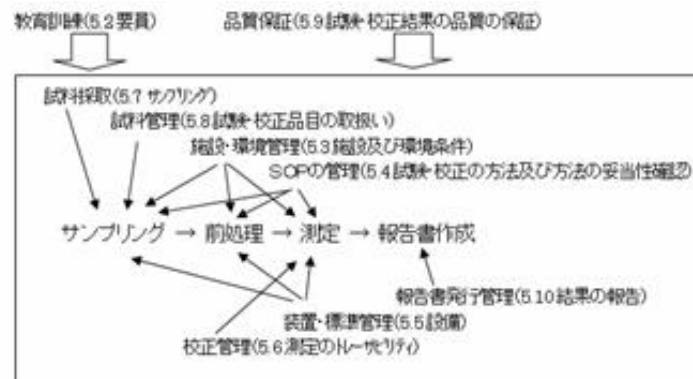 教育訓練(5.2要員)
品質保証(5.9試験・校正結果の品質の保証)
試料採取(5.7 サンプリング)
試料管理(5.8試験・校正品目の取扱い)
施設・環境管理(5.3施設及び環境条件)
SOPの管理(5.4試験・校正の方法及び方法の妥当性確認)
サンプリング → 前処理 → 測定 → 報告書作成
報告書発行管理(5.10結果の報告)
装置・標準管理(5.5設備)
校正管理(5.6測定のトレーサビリティ)